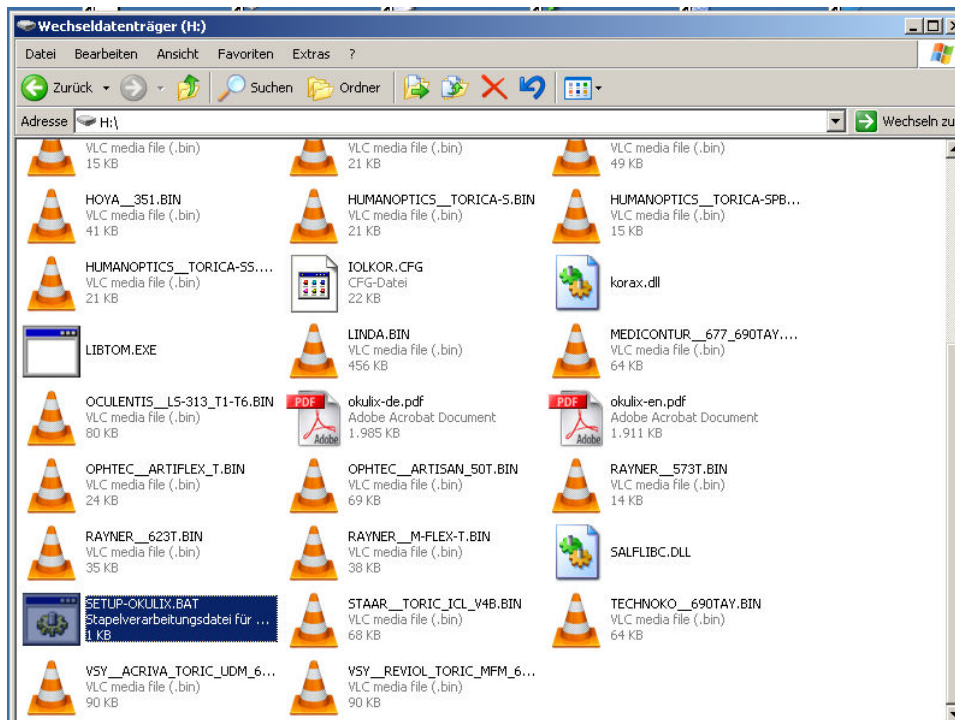 Wechseldatenträger (H:)
Datei Bearbeiten Ansicht Favoriten Extras ?
Zurück Suchen Ordner
Adresse H:\ Wechseln zu
VLC media file (.bin) VLC media file (.bin) VLC media file (.bin)
15 KB 21 KB 49 KB
HOYA__351.BIN HUMANOPTICS__TORICA-S.BIN HUMANOPTICS__TORICA-SPB...
VLC media file (.bin) VLC media file (.bin) VLC media file (.bin)
41 KB 21 KB 15 KB
HUMANOPTICS__TORICA-SS.... IOLKOR.CFG korax.dll
VLC media file (.bin) CFG-Datei
21 KB 22 KB
LIBTOM.EXE LINDA.BIN MEDICONTUR__677_690TAY....
VLC media file (.bin) VLC media file (.bin)
456 KB 64 KB
OCULENTIS__LS-313_T1-T6.BIN okulix-de.pdf okulix-en.pdf
VLC media file (.bin) Adobe Acrobat Document Adobe Acrobat Document
80 KB 1.985 KB 1.911 KB
PDF PDF
Adobe Adobe
OPHTEC__ARTIFLEX_T.BIN OPHTEC__ARTISAN_50T.BIN RAYNER__573T.BIN
VLC media file (.bin) VLC media file (.bin) VLC media file (.bin)
24 KB 69 KB 14 KB
RAYNER__623T.BIN RAYNER__M-FLEX-T.BIN SALFLIBC.DLL
VLC media file (.bin) VLC media file (.bin)
35 KB 38 KB
SETUP-OKULIX.BAT STAAR__TORIC_ICL_V4B.BIN TECHNOKO__690TAY.BIN
Stapelverarbeitungsdatei für ... VLC media file (.bin) VLC media file (.bin)
1 KB 68 KB 64 KB
VSY__ACRIVA_TORIC_UDM_6... VSY__REVIOL_TORIC_MFM_6...
VLC media file (.bin) VLC media file (.bin)
90 KB 90 KB